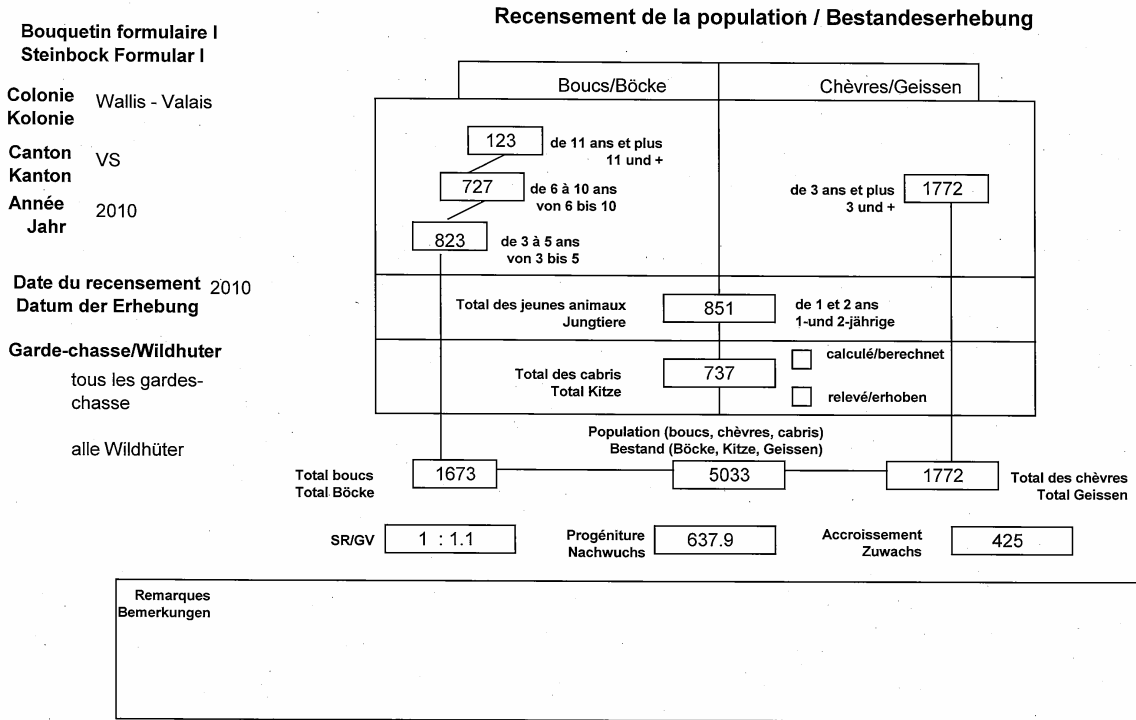 Recensement de la population / Bestandeserhebung
Bouquetin formulaire I
Steinbock Formular I
Colonie
Kolonie
Wallis - Valais
Canton
Kanton
VS
Année
Jahr
2010
Date du recensement
Datum der Erhebung
2010
Garde-chasse/Wildhuter
tous les gardes-
chasse
alle Wildhüter
Boucs/Böcke
Chèvres/Geissen
123
de 11 ans et plus
11 und +
727
de 6 à 10 ans
von 6 bis 10
823
de 3 à 5 ans
von 3 bis 5
de 3 ans et plus
3 und +
1772
Total des jeunes animaux
Jungtiere
851
de 1 et 2 ans
1-und 2-jährige
Total des cabris
Total Kitze
737
calculé/berechnet
relevé/erhoben
Population (boucs, chèvres, cabris)
Bestand (Böcke, Kitze, Geissen)
Total boucs
Total Böcke
1673
5033
1772
Total des chèvres
Total Geissen
SR/GV
1 : 1.1
Progéniture
Nachwuchs
637.9
Accroissement
Zuwachs
425
Remarques
Bemerkungen